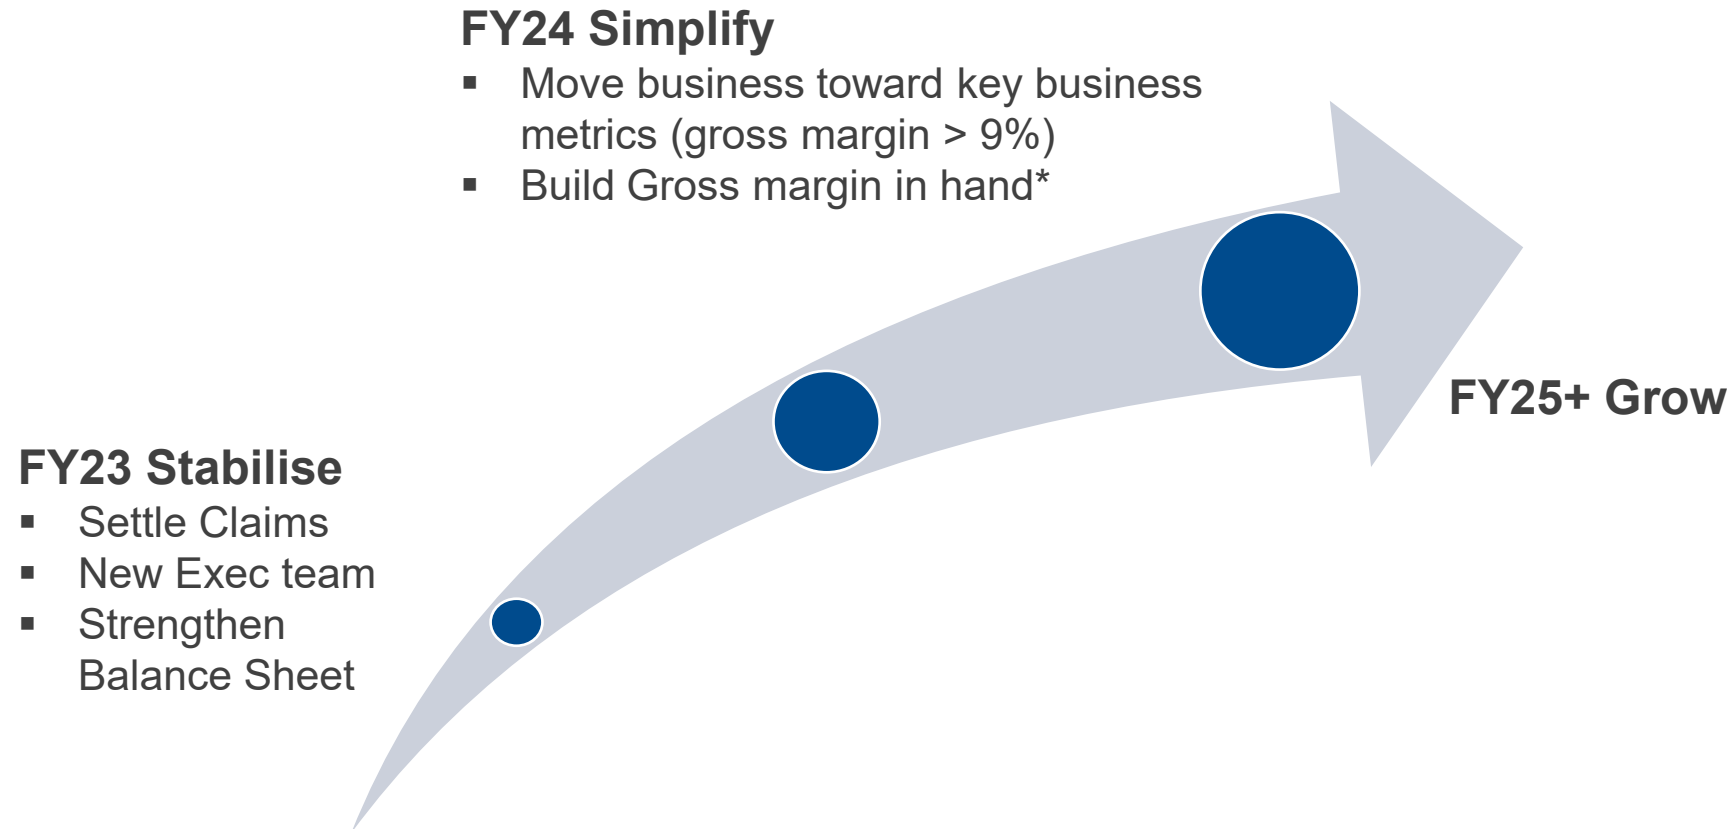 FY24 Simplify
▪ Move business toward key business
metrics (gross margin > 9%)
▪ Build Gross margin in hand*
FY25+ Grow
FY23 Stabilise
▪ Settle Claims
▪ New Exec team
▪ Strengthen
Balance Sheet